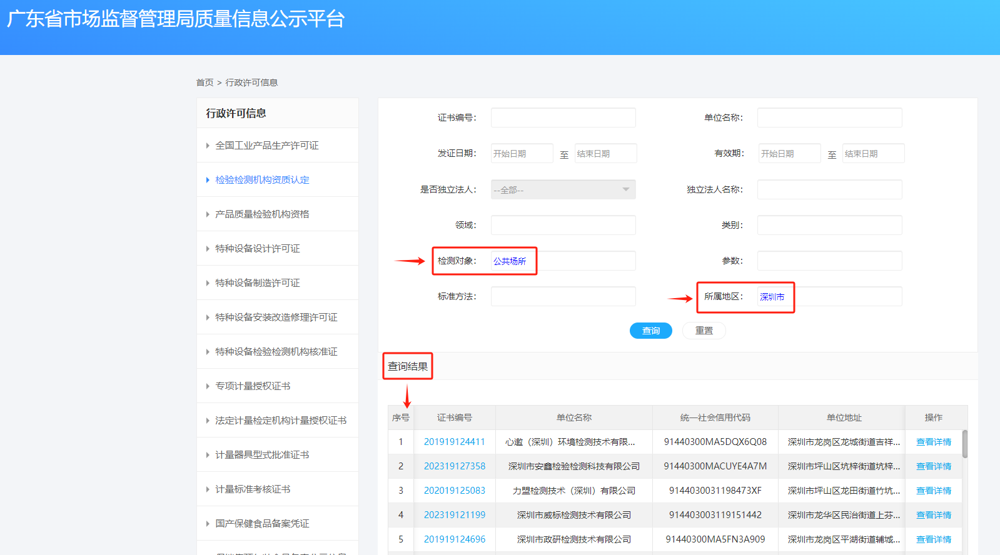 广东省市场监督管理局质量信息公示平台
首页 > 行政许可信息
行政许可信息
全国工业产品生产许可证
检验检测机构资质认定
产品质量检验机构资格
特种设备设计许可证
特种设备制造许可证
特种设备安装改造修理许可证
特种设备检验检测机构核准证
专项计量授权证书
法定计量检定机构计量授权证书
计量器具型式批准证书
计量标准考核证书
国产保健食品备案凭证
证书编号： 单位名称：
发证日期： 开始日期 至 结束日期 有效期： 开始日期 至 结束日期
是否独立法人： --全部-- 独立法人名称：
领域： 类别：
检测对象： 公共场所 参数：
标准方法： 所属地区： 深圳市
查询 重置
查询结果
序号 证书编号 单位名称 统一社会信用代码 单位地址 操作
1 201919124411 心邀（深圳）环境检测技术有限... 91440300MA5DQX6Q08 深圳市龙岗区龙城街道吉祥... 查看详情
2 202319127358 深圳市安鑫检验检测科技有限公司 91440300MACUYE4A7M 深圳市坪山区坑梓街道坑梓... 查看详情
3 202019125083 力盟检测技术（深圳）有限公司 9144030031198473XF 深圳市坪山区龙田街道竹坑... 查看详情
4 202319121199 深圳市威标检测技术有限公司 914403003119151442 深圳市龙华区民治街道上芬... 查看详情
5 201919124696 深圳市政研检测技术有限公司 91440300MA5FN3A909 深圳市龙岗区平湖街道辅城... 查看详情